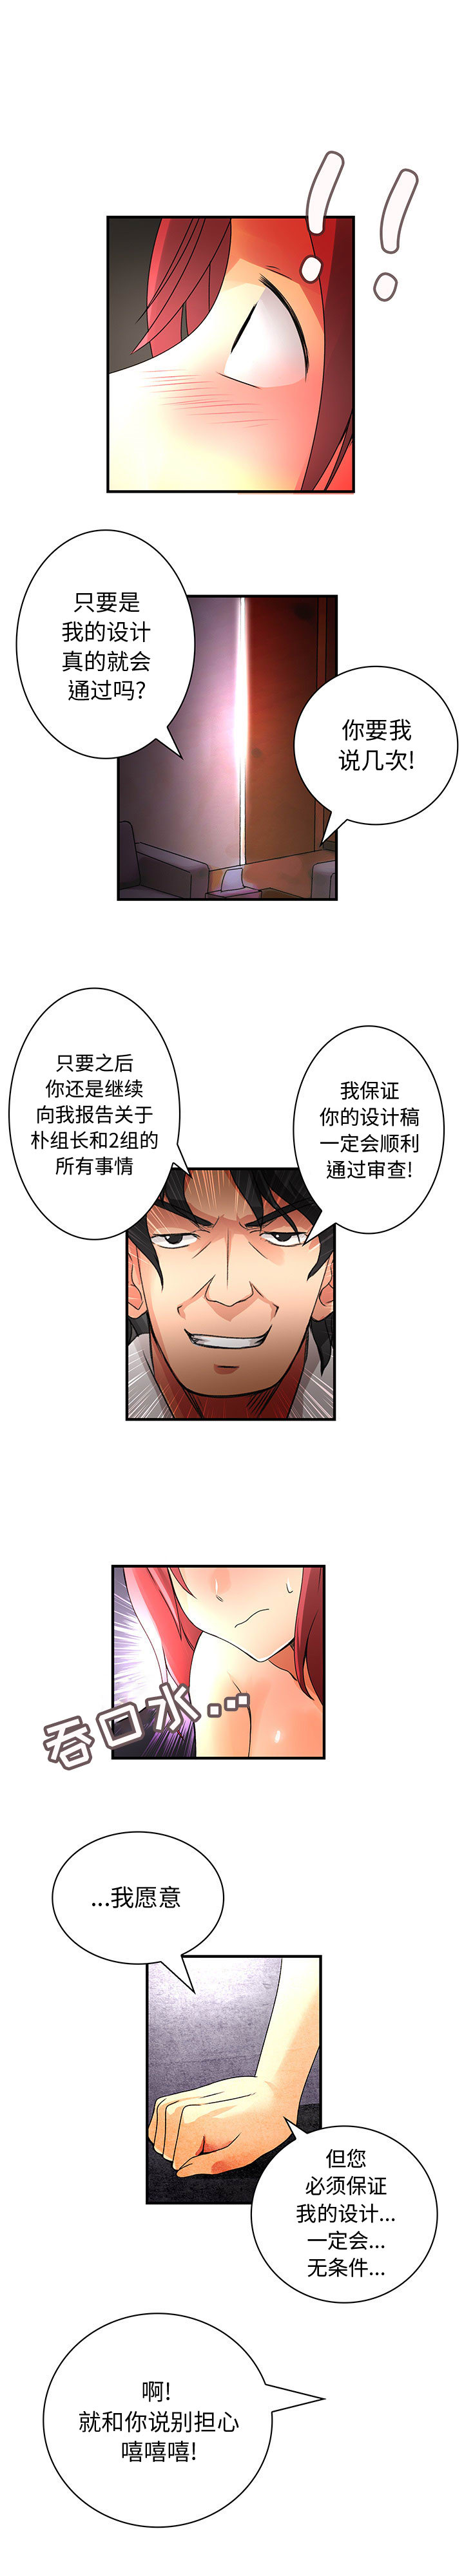 !!
只要是
我的设计
真的就会
通过吗?
你要我
说几次!
只要之后
你还是继续
向我报告关于
朴组长和2组的
所有事情
我保证
你的设计稿
一定会顺利
通过审查!
吞口水...
...我愿意
但您
必须保证
我的设计...
一定会...
无条件...
啊!
就和你说别担心
嘻嘻嘻!